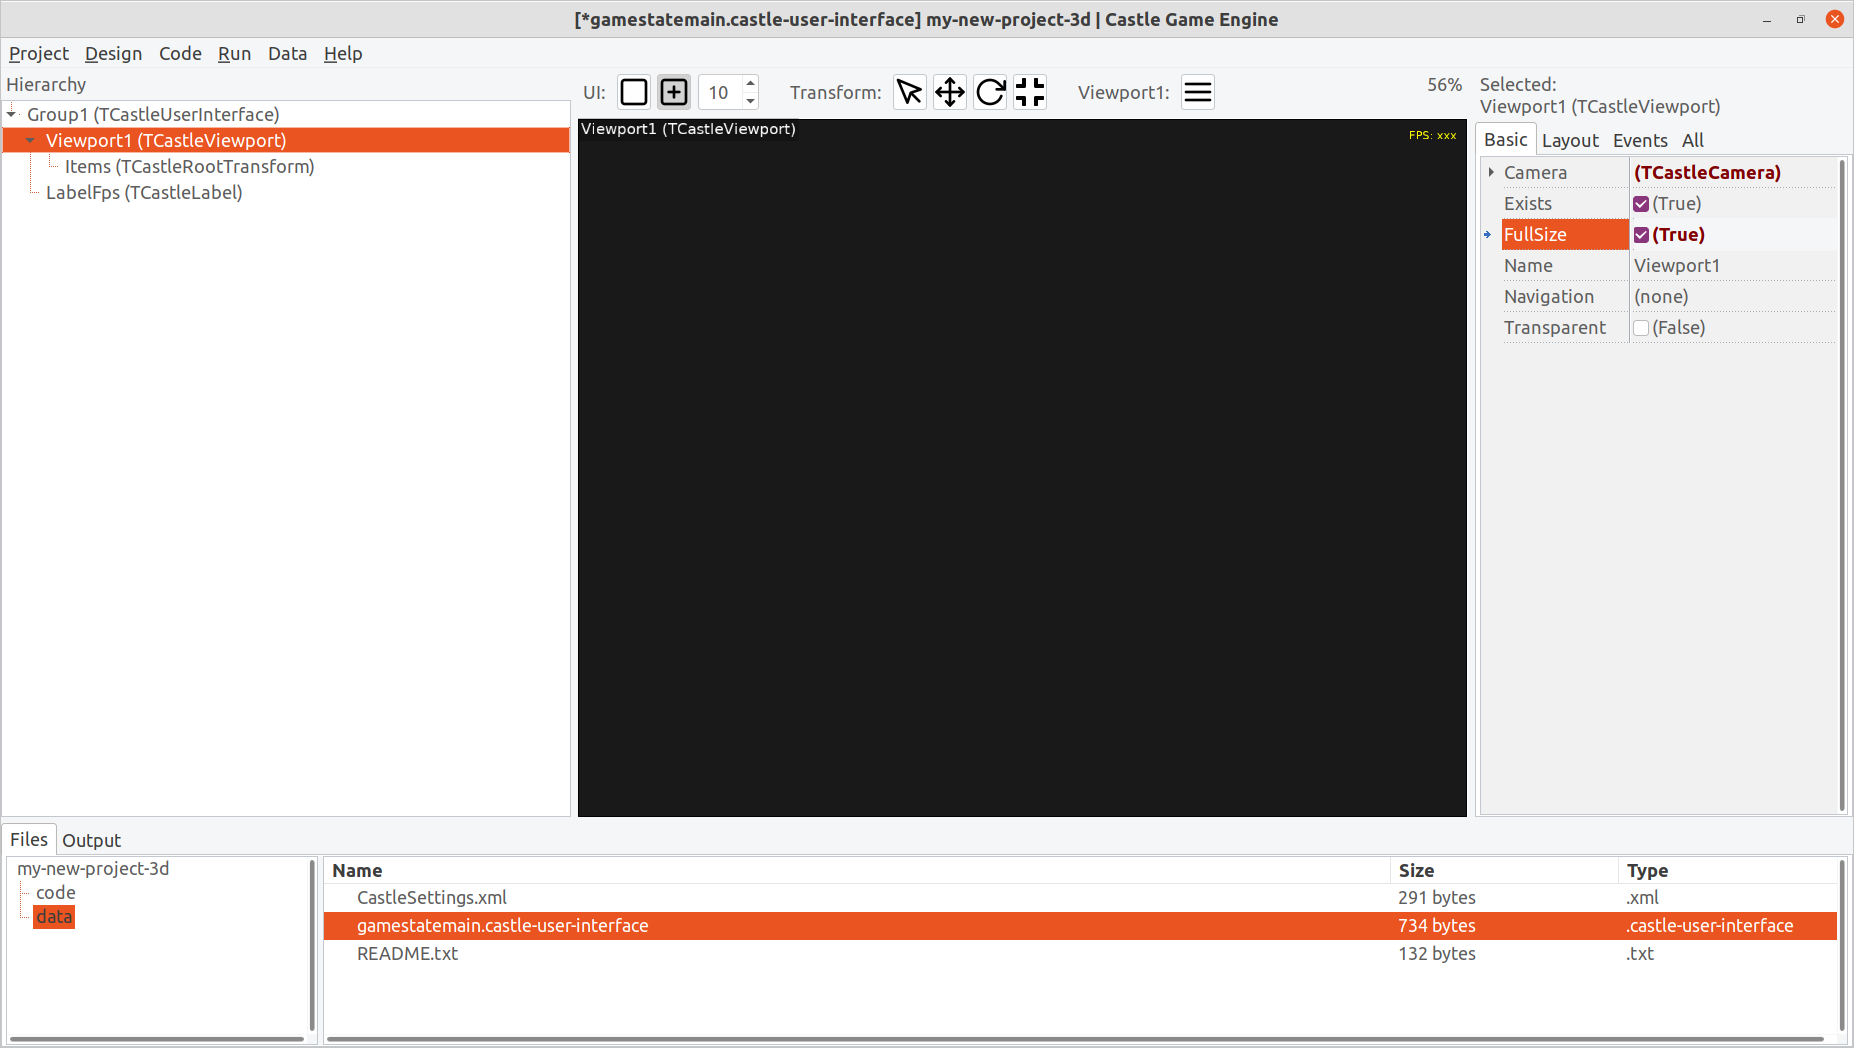 [*gamestatemain.castle-user-interface] my-new-project-3d | Castle Game Engine
Project Design Code Run Data Help
Hierarchy
Group1 (TCastleUserInterface)
Viewport1 (TCastleViewport)
Items (TCastleRootTransform)
LabelFps (TCastleLabel)
UI: 10 Transform: Viewport1: 56%
Viewport1 (TCastleViewport)
FPS: xxx
Selected:
Viewport1 (TCastleViewport)
Basic Layout Events All
Camera (TCastleCamera)
Exists (True)
FullSize (True)
Name Viewport1
Navigation (none)
Transparent (False)
Files Output
my-new-project-3d
code
data
Name Size Type
CastleSettings.xml 291 bytes .xml
gamestatemain.castle-user-interface 734 bytes .castle-user-interface
README.txt 132 bytes .txt